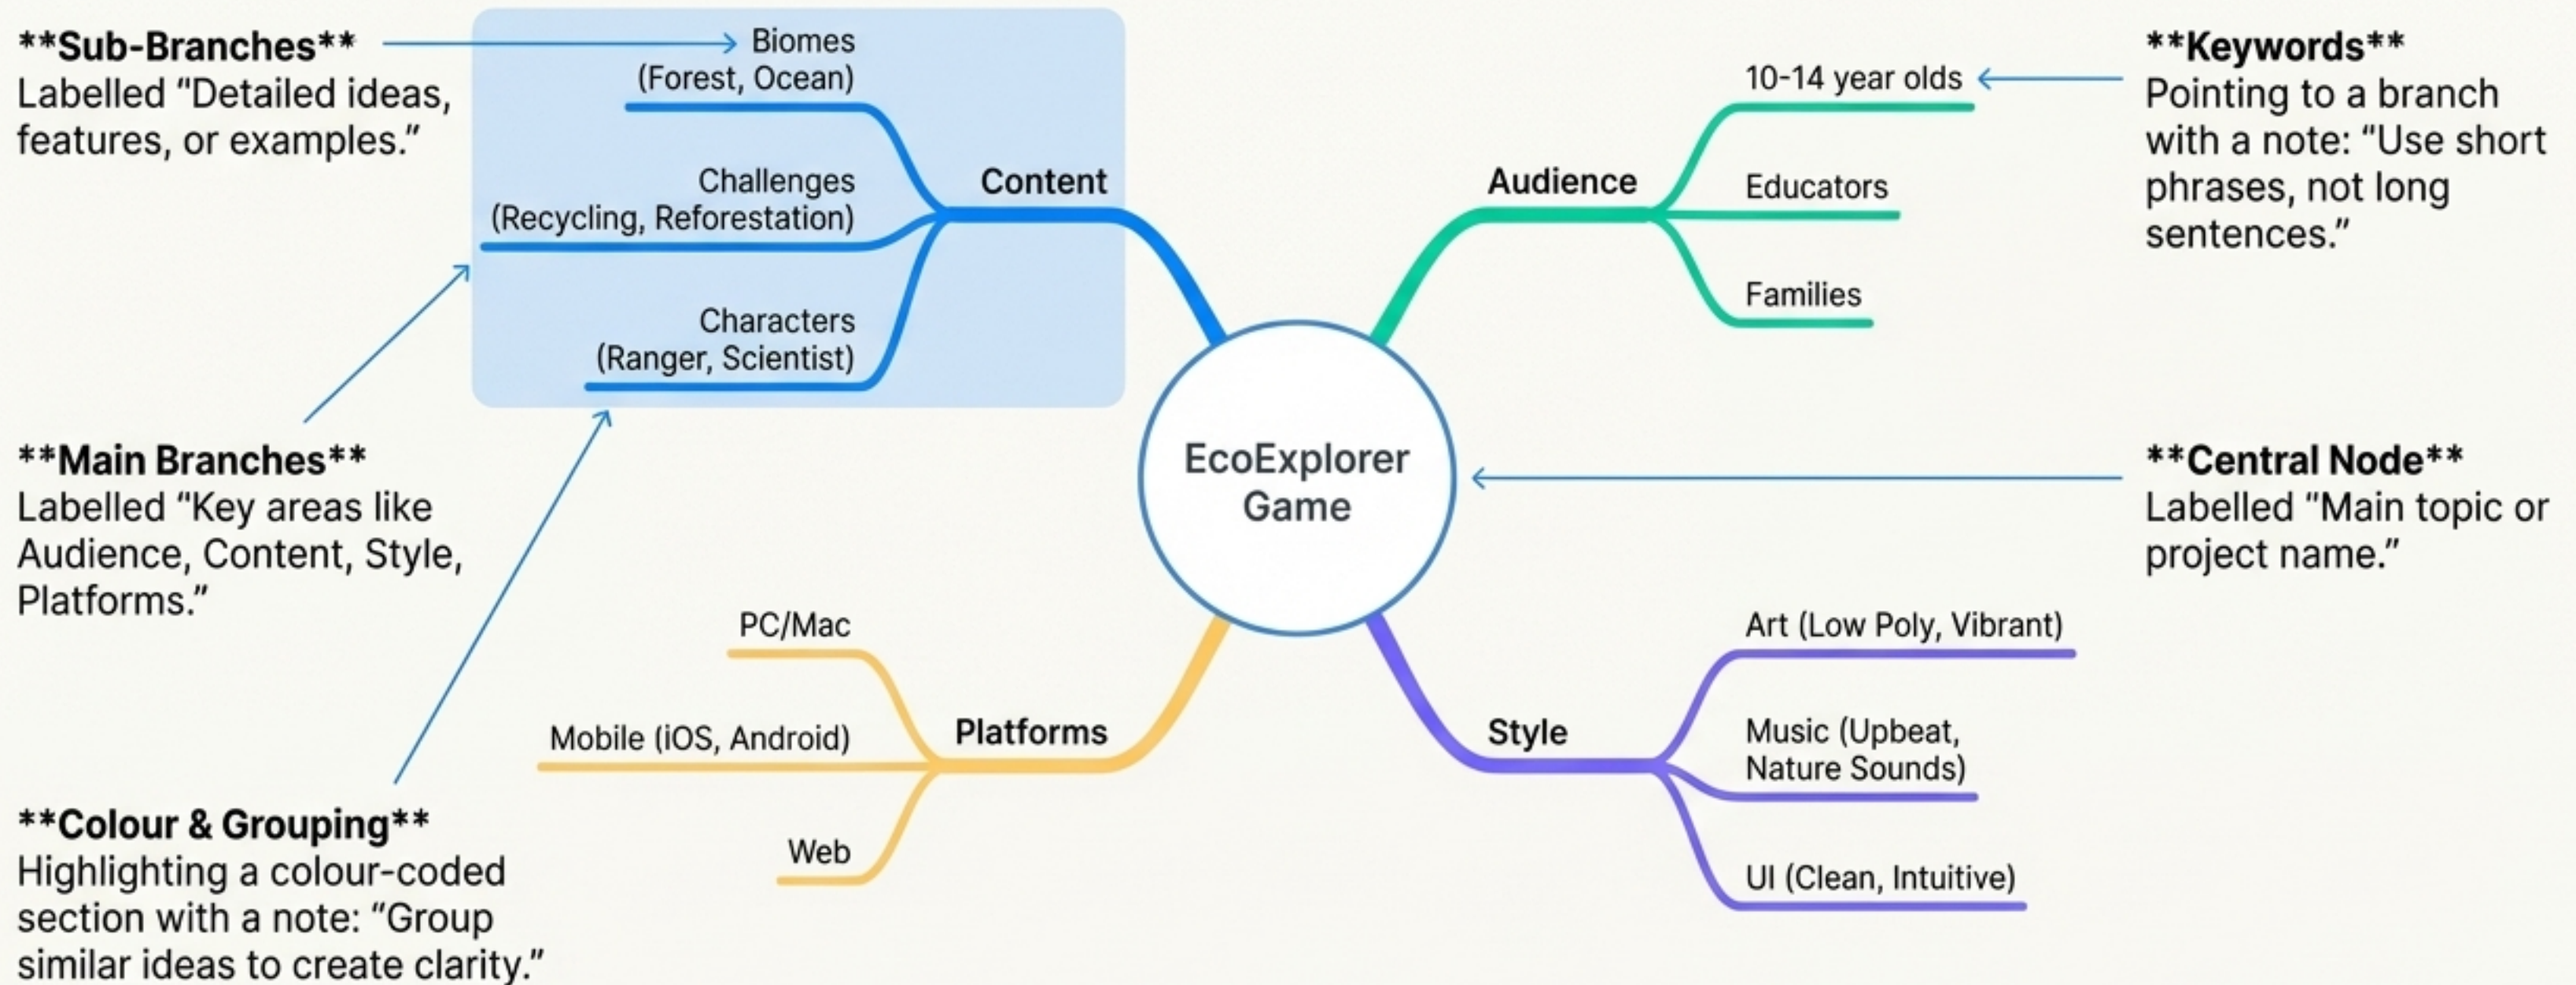 **Sub-Branches**
Labelled “Detailed ideas,
features, or examples.”
Biomes
(Forest, Ocean)
Challenges
(Recycling, Reforestation)
Characters
(Ranger, Scientist)
Content
Audience
10-14 year olds
Educators
Families
**Keywords**
Pointing to a branch
with a note: “Use short
phrases, not long
sentences.”
**Main Branches**
Labelled “Key areas like
Audience, Content, Style,
Platforms.”
EcoExplorer
Game
**Central Node**
Labelled “Main topic or
project name.”
**Colour & Grouping**
Highlighting a colour-coded
section with a note: “Group
similar ideas to create clarity.”
PC/Mac
Mobile (iOS, Android)
Web
Platforms
Style
Art (Low Poly, Vibrant)
Music (Upbeat,
Nature Sounds)
UI (Clean, Intuitive)